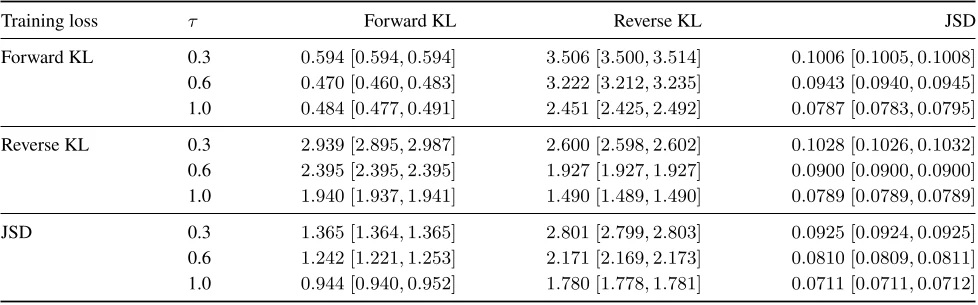 Training loss τ Forward KL Reverse KL JSD
Forward KL 0.3 0.594 [0.594, 0.594] 3.506 [3.500, 3.514] 0.1006 [0.1005, 0.1008]
0.6 0.470 [0.460, 0.483] 3.222 [3.212, 3.235] 0.0943 [0.0940, 0.0945]
1.0 0.484 [0.477, 0.491] 2.451 [2.425, 2.492] 0.0787 [0.0783, 0.0795]
Reverse KL 0.3 2.939 [2.895, 2.987] 2.600 [2.598, 2.602] 0.1028 [0.1026, 0.1032]
0.6 2.395 [2.395, 2.395] 1.927 [1.927, 1.927] 0.0900 [0.0900, 0.0900]
1.0 1.940 [1.937, 1.941] 1.490 [1.489, 1.490] 0.0789 [0.0789, 0.0789]
JSD 0.3 1.365 [1.364, 1.365] 2.801 [2.799, 2.803] 0.0925 [0.0924, 0.0925]
0.6 1.242 [1.221, 1.253] 2.171 [2.169, 2.173] 0.0810 [0.0809, 0.0811]
1.0 0.944 [0.940, 0.952] 1.780 [1.778, 1.781] 0.0711 [0.0711, 0.0712]